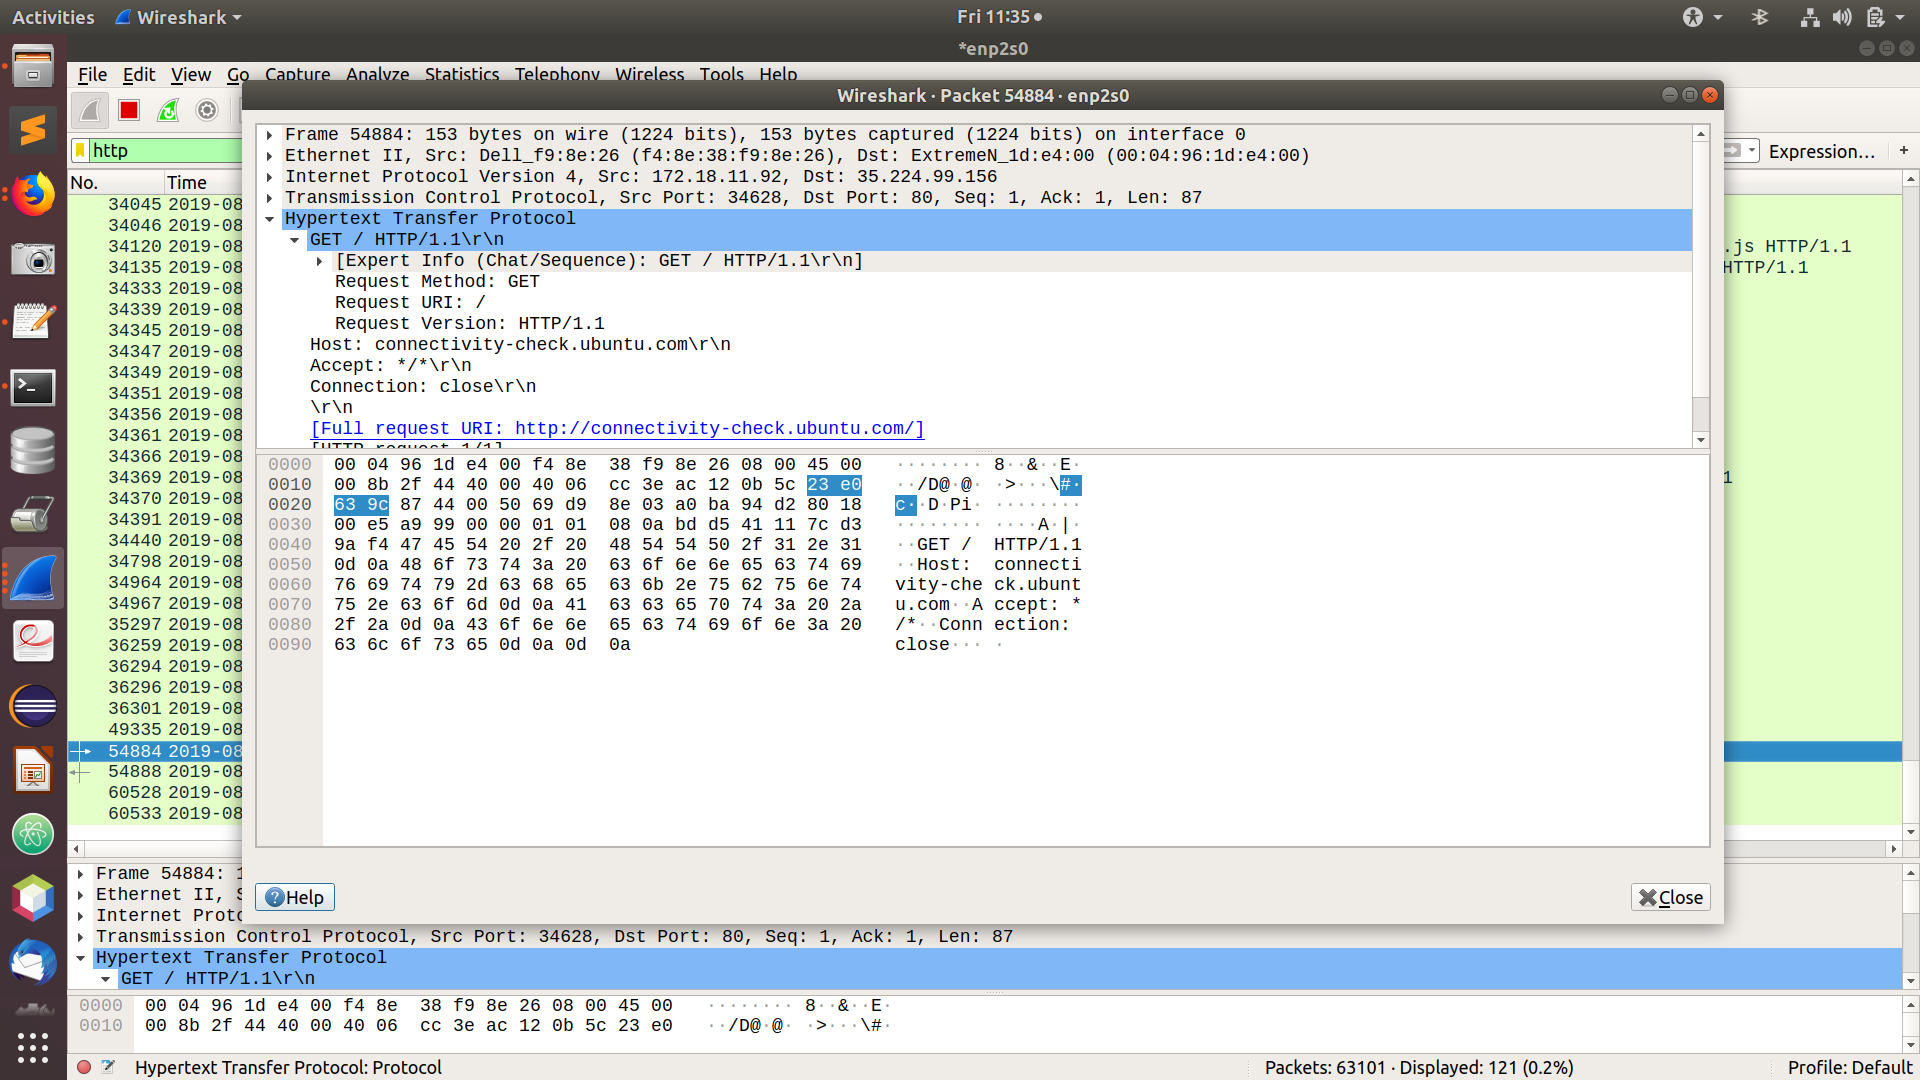 Activities
Wireshark
Fri 11:35
*enp2s0
File Edit View Go Capture Analyze Statistics Telephony Wireless Tools Help
Wireshark · Packet 54884 · enp2s0
http
Expression…
+
No. Time
34045 2019-08
34046 2019-08
34120 2019-08 .js HTTP/1.1
34135 2019-08 HTTP/1.1
34333 2019-08
34339 2019-08
34345 2019-08
34347 2019-08
34349 2019-08
34351 2019-08
34356 2019-08
34361 2019-08
34366 2019-08
34369 2019-08 1
34370 2019-08
34376 2019-08
34440 2019-08
34798 2019-08
34964 2019-08
34967 2019-08
35297 2019-08
36259 2019-08
36294 2019-08
36296 2019-08
36301 2019-08
49335 2019-08
54884 2019-08
54888 2019-08
60528 2019-08
60533 2019-08
Frame 54884: 153 bytes on wire (1224 bits), 153 bytes captured (1224 bits) on interface 0
Ethernet II, Src: Dell_f9:8e:26 (f4:8e:38:f9:8e:26), Dst: ExtremeN_1d:e4:00 (00:04:96:1d:e4:00)
Internet Protocol Version 4, Src: 172.18.11.92, Dst: 35.224.99.156
Transmission Control Protocol, Src Port: 34628, Dst Port: 80, Seq: 1, Ack: 1, Len: 87
Hypertext Transfer Protocol
GET / HTTP/1.1\r\n
[Expert Info (Chat/Sequence): GET / HTTP/1.1\r\n]
Request Method: GET
Request URI: /
Request Version: HTTP/1.1
Host: connectivity-check.ubuntu.com\r\n
Accept: */*\r\n
Connection: close\r\n
\r\n
[Full request URI: http://connectivity-check.ubuntu.com/]
[HTTP request 1/1]
0000 00 04 96 1d e4 00 f4 8e 38 f9 8e 26 08 00 45 00 ········ 8··&··E·
0010 00 8b 2f 44 40 00 40 06 cc 3e ac 12 0b 5c 23 e0 ··/D@·@· ·>···\#·
0020 63 9c 87 44 00 50 69 d9 8e 03 a0 ba 94 d2 80 18 c··D·Pi· ········
0030 00 e5 a9 99 00 00 01 01 08 0a bd d5 41 11 7c d3 ········ ····A·|·
0040 9a f4 47 45 54 20 2f 20 48 54 54 50 2f 31 2e 31 ··GET / HTTP/1.1
0050 0d 0a 48 6f 73 74 3a 20 63 6f 6e 6e 65 63 74 69 ··Host: connecti
0060 76 69 74 79 2d 63 68 65 63 6b 2e 75 62 75 6e 74 vity-che ck.ubunt
0070 75 2e 63 6f 6d 0d 0a 41 63 63 65 70 74 3a 20 2a u.com··A ccept: *
0080 2f 2a 0d 0a 43 6f 6e 6e 65 63 74 69 6f 6e 3a 20 /*··Conn ection:
0090 63 6c 6f 73 65 0d 0a 0d 0a close··· ·
Help
Close
Frame 54884: 1
Ethernet II, S
Internet Proto
Transmission Control Protocol, Src Port: 34628, Dst Port: 80, Seq: 1, Ack: 1, Len: 87
Hypertext Transfer Protocol
GET / HTTP/1.1\r\n
0000 00 04 96 1d e4 00 f4 8e 38 f9 8e 26 08 00 45 00 ········ 8··&··E·
0010 00 8b 2f 44 40 00 40 06 cc 3e ac 12 0b 5c 23 e0 ··/D@·@· ·>···\#·
Hypertext Transfer Protocol: Protocol
Packets: 63101 · Displayed: 121 (0.2%)
Profile: Default